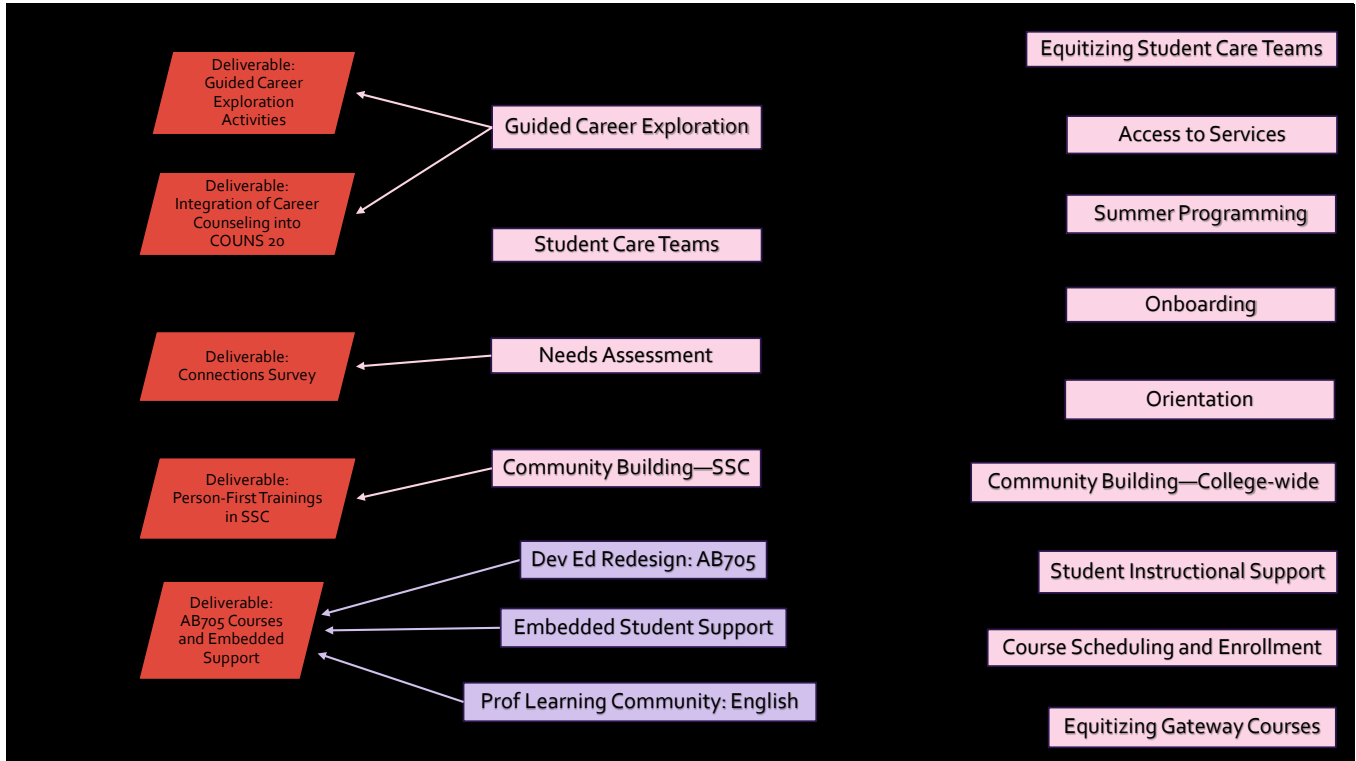 Deliverable:
Guided Career
Exploration
Activities
Deliverable:
Integration of Career
Counseling into
COUNS 20
Deliverable:
Connections Survey
Deliverable:
Person-First Trainings
in SSC
Deliverable:
AB705 Courses
and Embedded
Support
Guided Career Exploration
Student Care Teams
Needs Assessment
Community Building—SSC
Dev Ed Redesign: AB705
Embedded Student Support
Prof Learning Community: English
Equitizing Student Care Teams
Access to Services
Summer Programming
Onboarding
Orientation
Community Building—College-wide
Student Instructional Support
Course Scheduling and Enrollment
Equitizing Gateway Courses